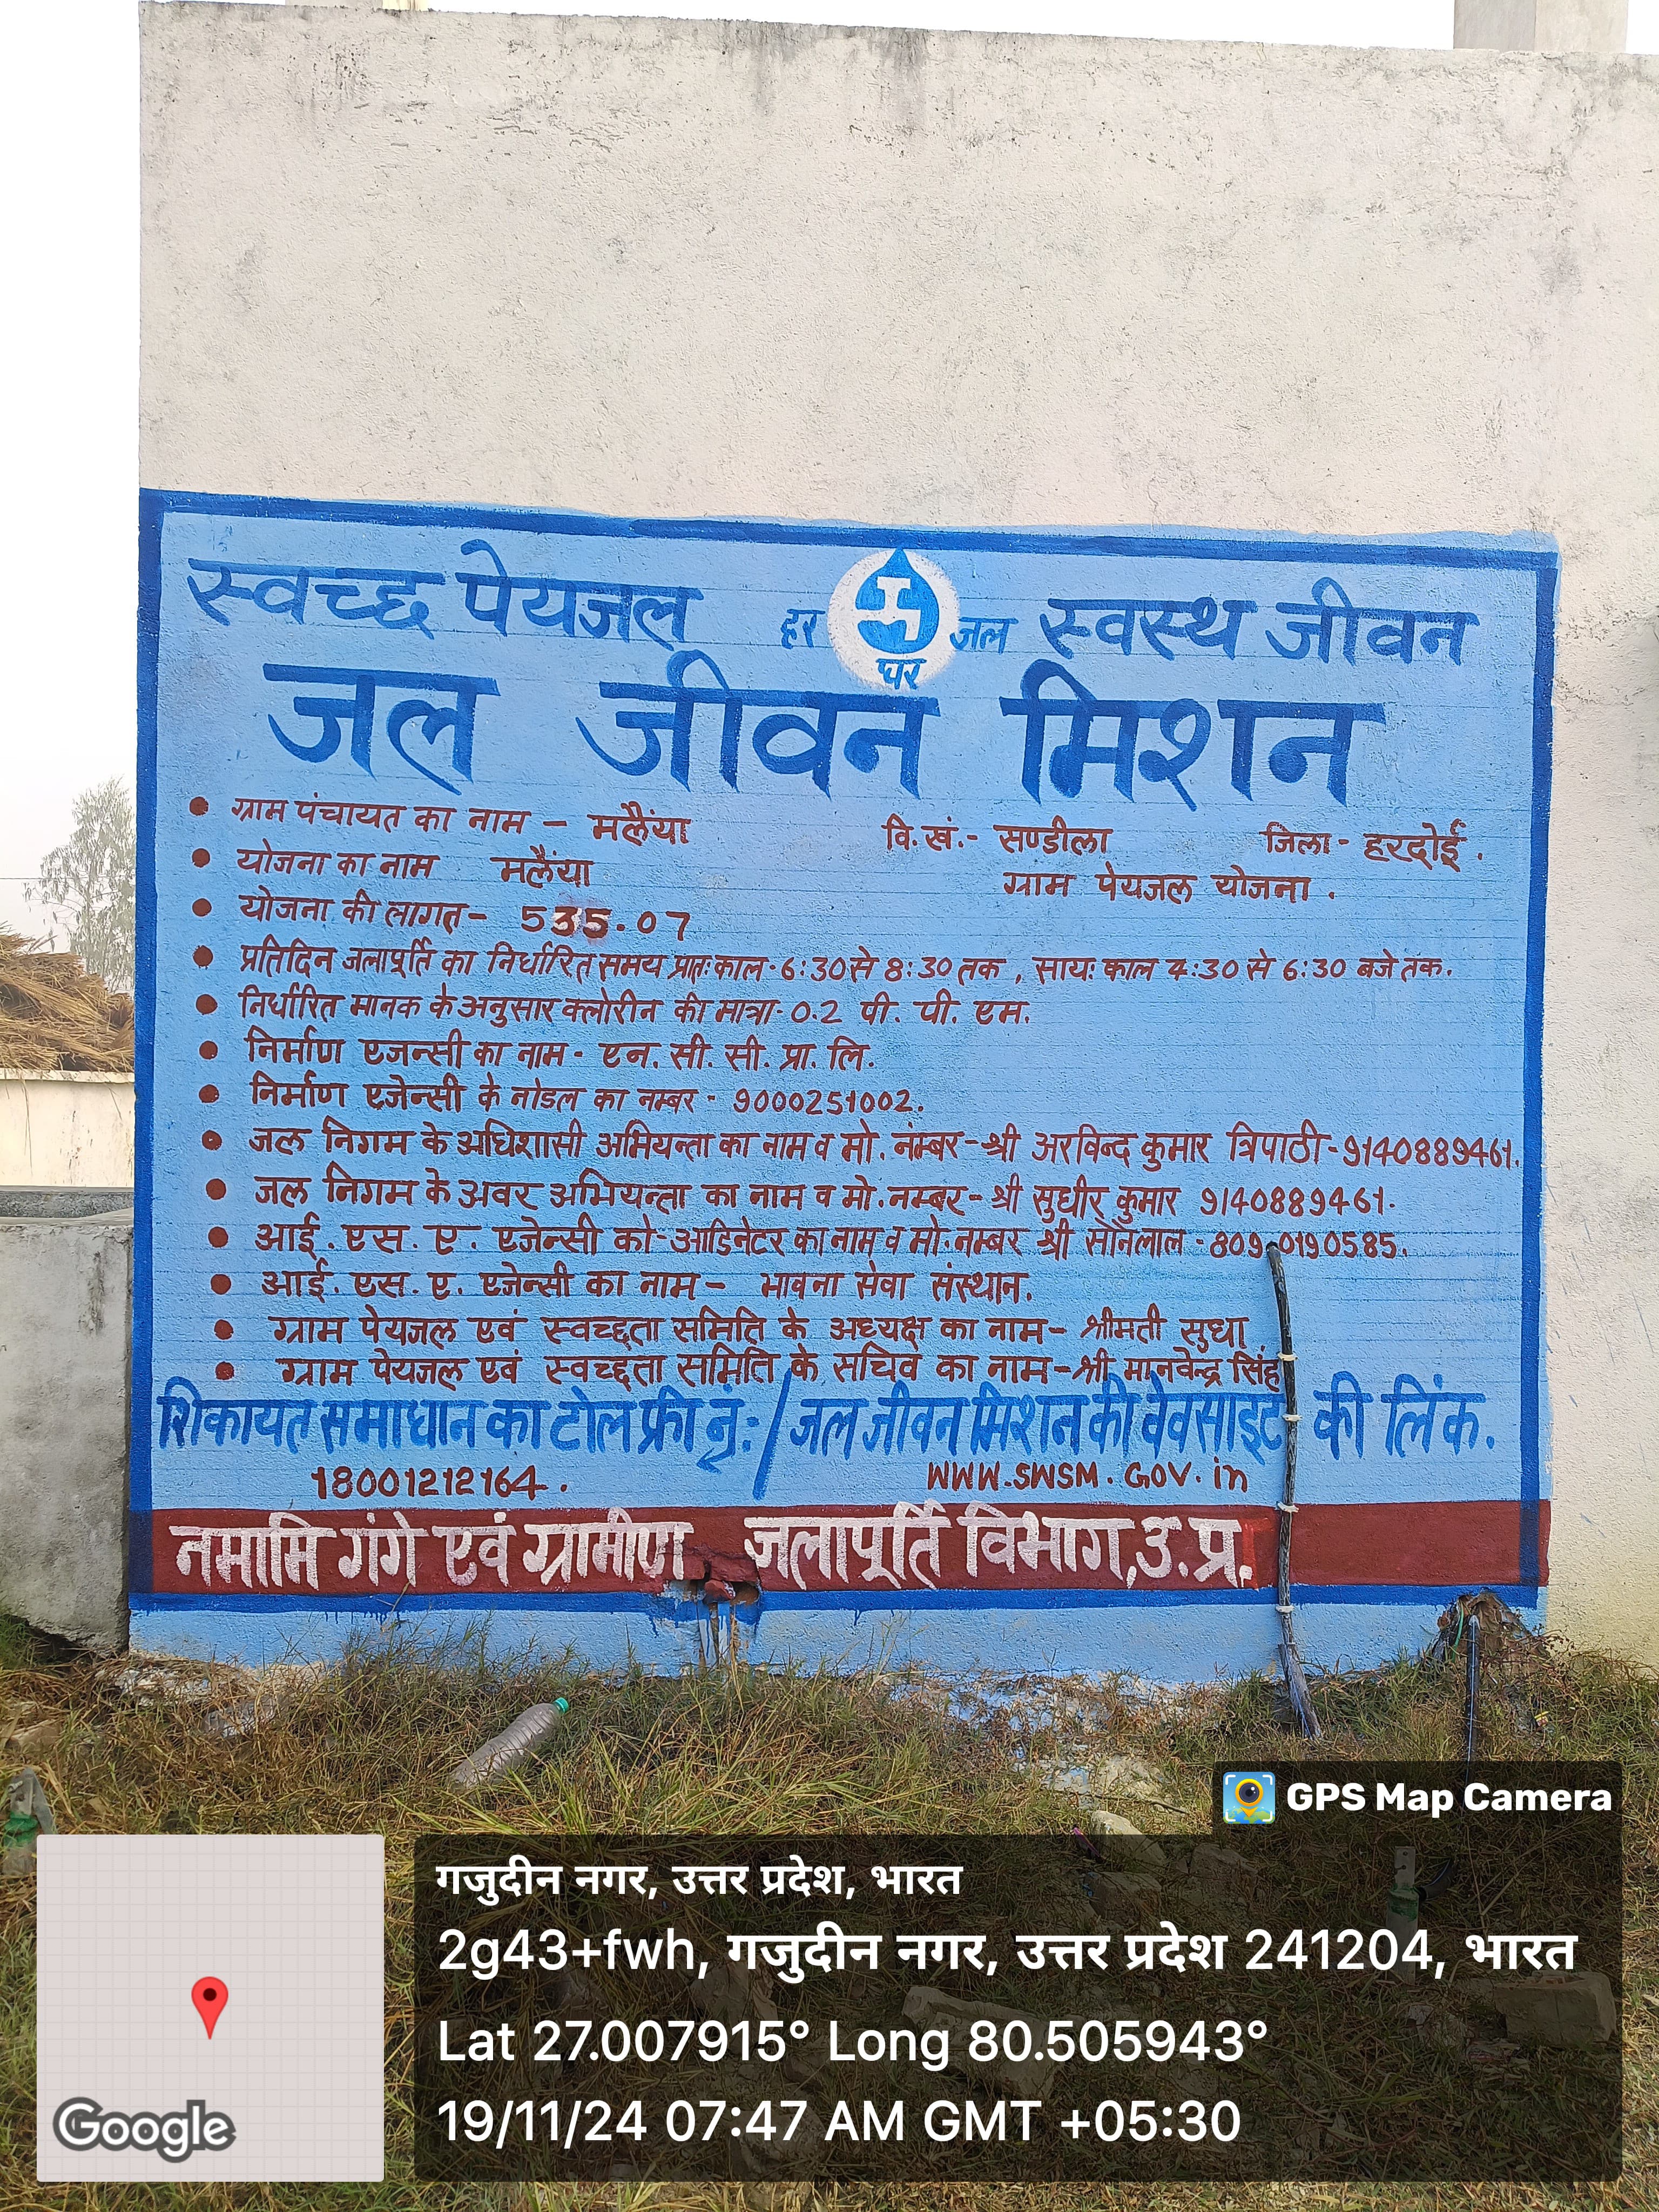 स्वच्छ पेयजल हर घर जल स्वस्थ जीवन
जल जीवन मिशन
• ग्राम पंचायत का नाम – मलैंया वि.खं.- सण्डीला जिला - हरदोई.
• योजना का नाम मलैंया ग्राम पेयजल योजना .
• योजना की लागत- 535.07
• प्रतिदिन जलापूर्ति का निर्धारित समय प्रातःकाल-6:30 से 8:30 तक , सायः काल 4:30 से 6:30 बजे तक.
• निर्धारित मानक के अनुसार क्लोरीन की मात्रा- 0.2 पी. पी. एम.
• निर्माण एजन्सी का नाम - एन. सी. सी. प्रा. लि.
• निर्माण एजेन्सी के नोडल का नम्बर - 9000251002.
• जल निगम के अधिशासी अभियन्ता का नाम व मो. नंम्बर-श्री अरविन्द कुमार त्रिपाठी-9140889461.
• जल निगम के अवर अभियन्ता का नाम व मो.नम्बर-श्री सुधीर कुमार 9140889461.
• आई.एस.ए. एजेन्सी को-आडिनेटर का नाम व मो.नम्बर श्री सोनेलाल -
• आई.एस.ए. एजेन्सी का नाम - भावना सेवा संस्थान.
• ग्राम पेयजल एवं स्वच्छता समिति के अध्यक्ष का नाम- श्रीमती सुधा
• ग्राम पेयजल एवं स्वच्छता समिति के सचिव का नाम-श्री मानवेन्द्र सिंह
शिकायत समाधान का टोल फ्री नं:/जल जीवन मिशन की वेवसाइट की लिंक.
18001212164. WWW.SWSM.GOV.in
नमामि गंगे एवं ग्रामीण जलापूर्ति विभाग,उ.प्र.
GPS Map Camera
गजुदीन नगर, उत्तर प्रदेश, भारत
2g43+fwh, गजुदीन नगर, उत्तर प्रदेश 241204, भारत
Lat 27.007915° Long 80.505943°
19/11/24 07:47 AM GMT +05:30
Google